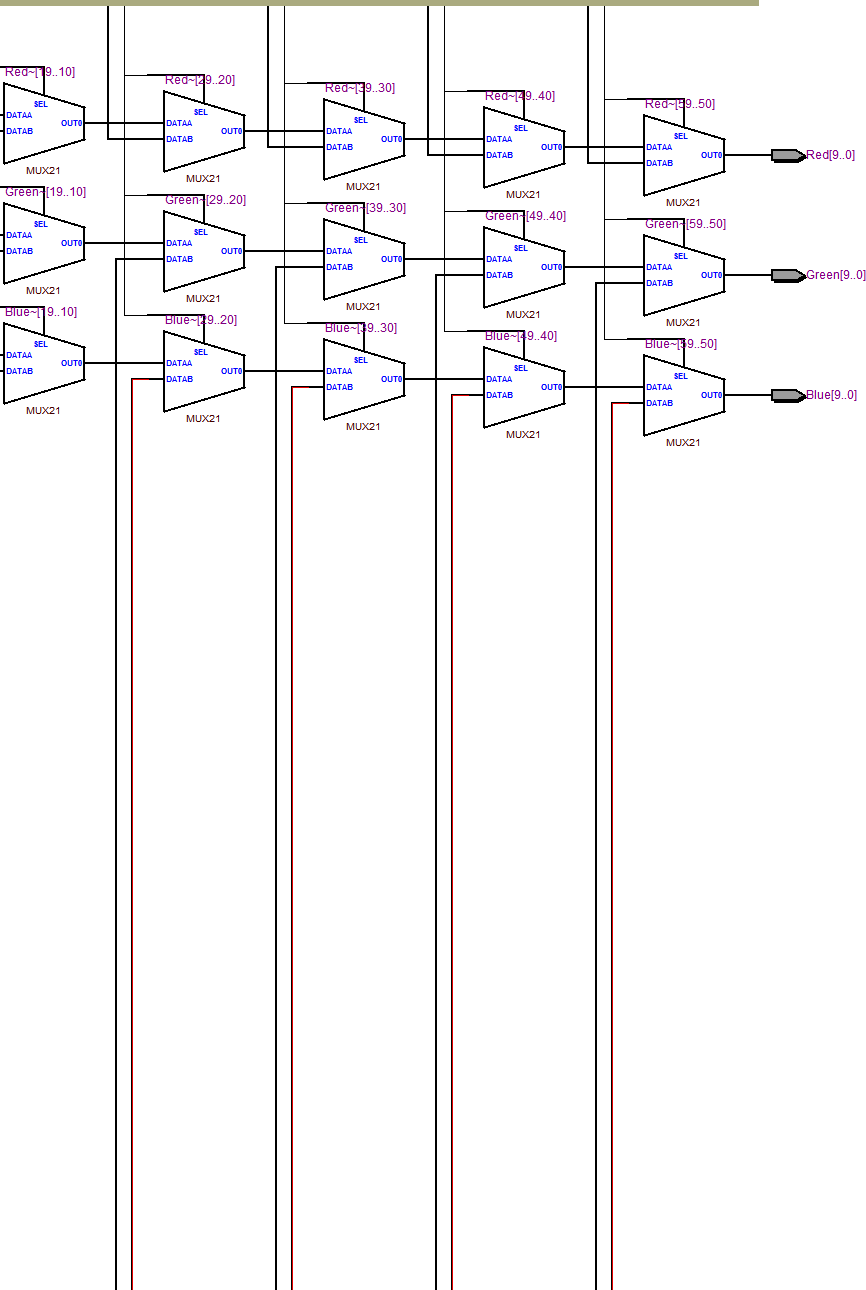 Red~[19..10]
SEL
DATAA
DATAB
OUT0
MUX21
Red~[29..20]
SEL
DATAA
DATAB
OUT0
MUX21
Red~[39..30]
SEL
DATAA
DATAB
OUT0
MUX21
Red~[49..40]
SEL
DATAA
DATAB
OUT0
MUX21
Red~[59..50]
SEL
DATAA
DATAB
OUT0
MUX21
Red[9..0]
Green~[19..10]
SEL
DATAA
DATAB
OUT0
MUX21
Green~[29..20]
SEL
DATAA
DATAB
OUT0
MUX21
Green~[39..30]
SEL
DATAA
DATAB
OUT0
MUX21
Green~[49..40]
SEL
DATAA
DATAB
OUT0
MUX21
Green~[59..50]
SEL
DATAA
DATAB
OUT0
MUX21
Green[9..0]
Blue~[19..10]
SEL
DATAA
DATAB
OUT0
MUX21
Blue~[29..20]
SEL
DATAA
DATAB
OUT0
MUX21
Blue~[39..30]
SEL
DATAA
DATAB
OUT0
MUX21
Blue~[49..40]
SEL
DATAA
DATAB
OUT0
MUX21
Blue~[59..50]
SEL
DATAA
DATAB
OUT0
MUX21
Blue[9..0]